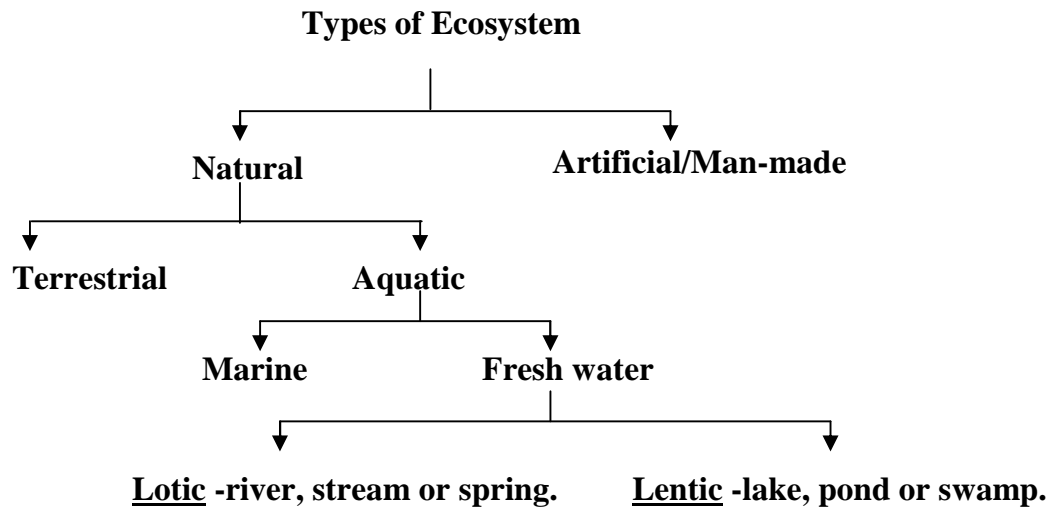 Types of Ecosystem
Natural
Artificial/Man-made
Terrestrial
Aquatic
Marine
Fresh water
Lotic -river, stream or spring.
Lentic -lake, pond or swamp.